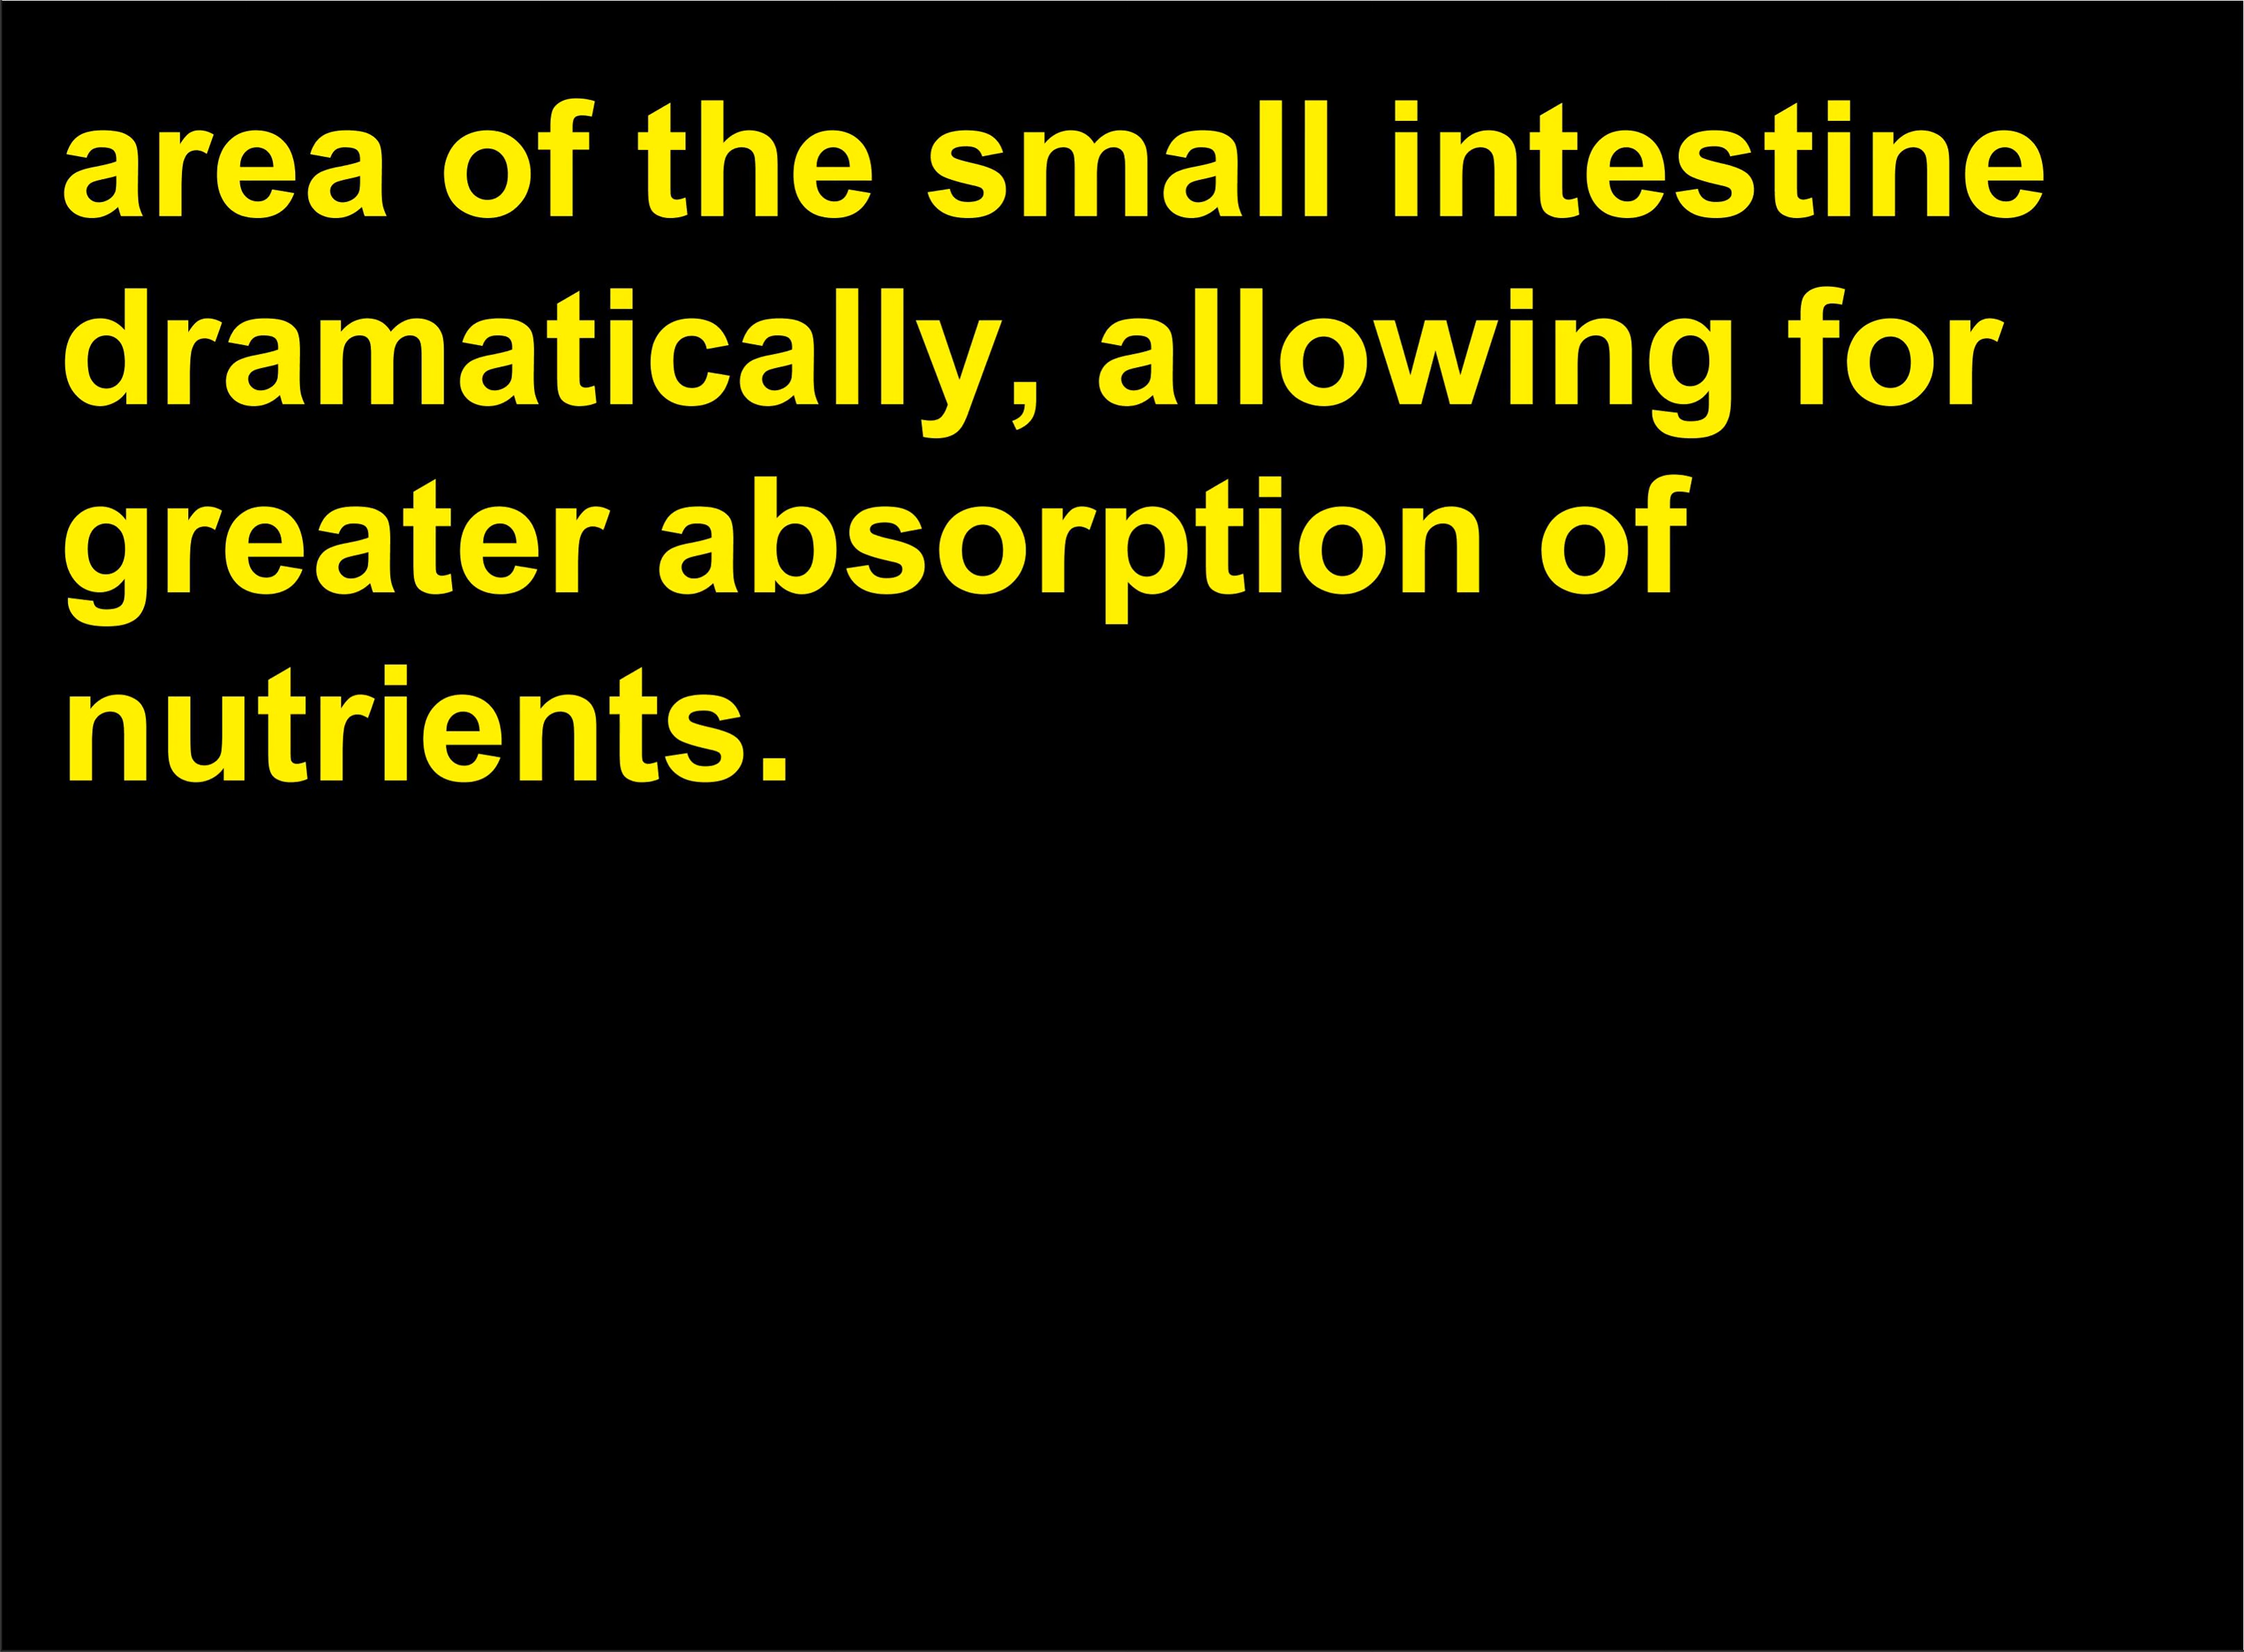 area of the small intestine
dramatically, allowing for
greater absorption of
nutrients.